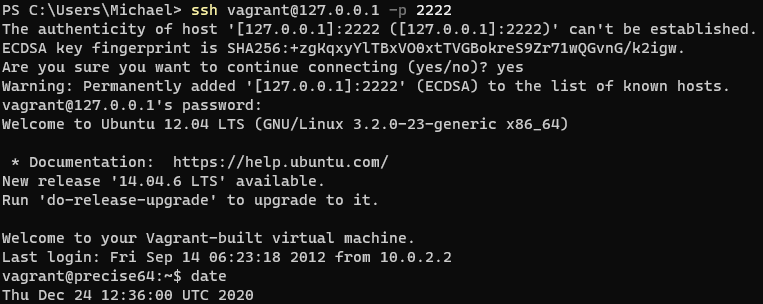 PS C:\Users\Michael> ssh vagrant@127.0.0.1 -p 2222
The authenticity of host '[127.0.0.1]:2222 ([127.0.0.1]:2222)' can't be established.
ECDSA key fingerprint is SHA256:+zgKqxyYlTBxVO0xtTVGBokreS9Zr71wQGvnG/k2igw.
Are you sure you want to continue connecting (yes/no)? yes
Warning: Permanently added '[127.0.0.1]:2222' (ECDSA) to the list of known hosts.
vagrant@127.0.0.1's password:
Welcome to Ubuntu 12.04 LTS (GNU/Linux 3.2.0-23-generic x86_64)
* Documentation:  https://help.ubuntu.com/
New release '14.04.6 LTS' available.
Run 'do-release-upgrade' to upgrade to it.
Welcome to your Vagrant-built virtual machine.
Last login: Fri Sep 14 06:23:18 2012 from 10.0.2.2
vagrant@precise64:~$ date
Thu Dec 24 12:36:00 UTC 2020